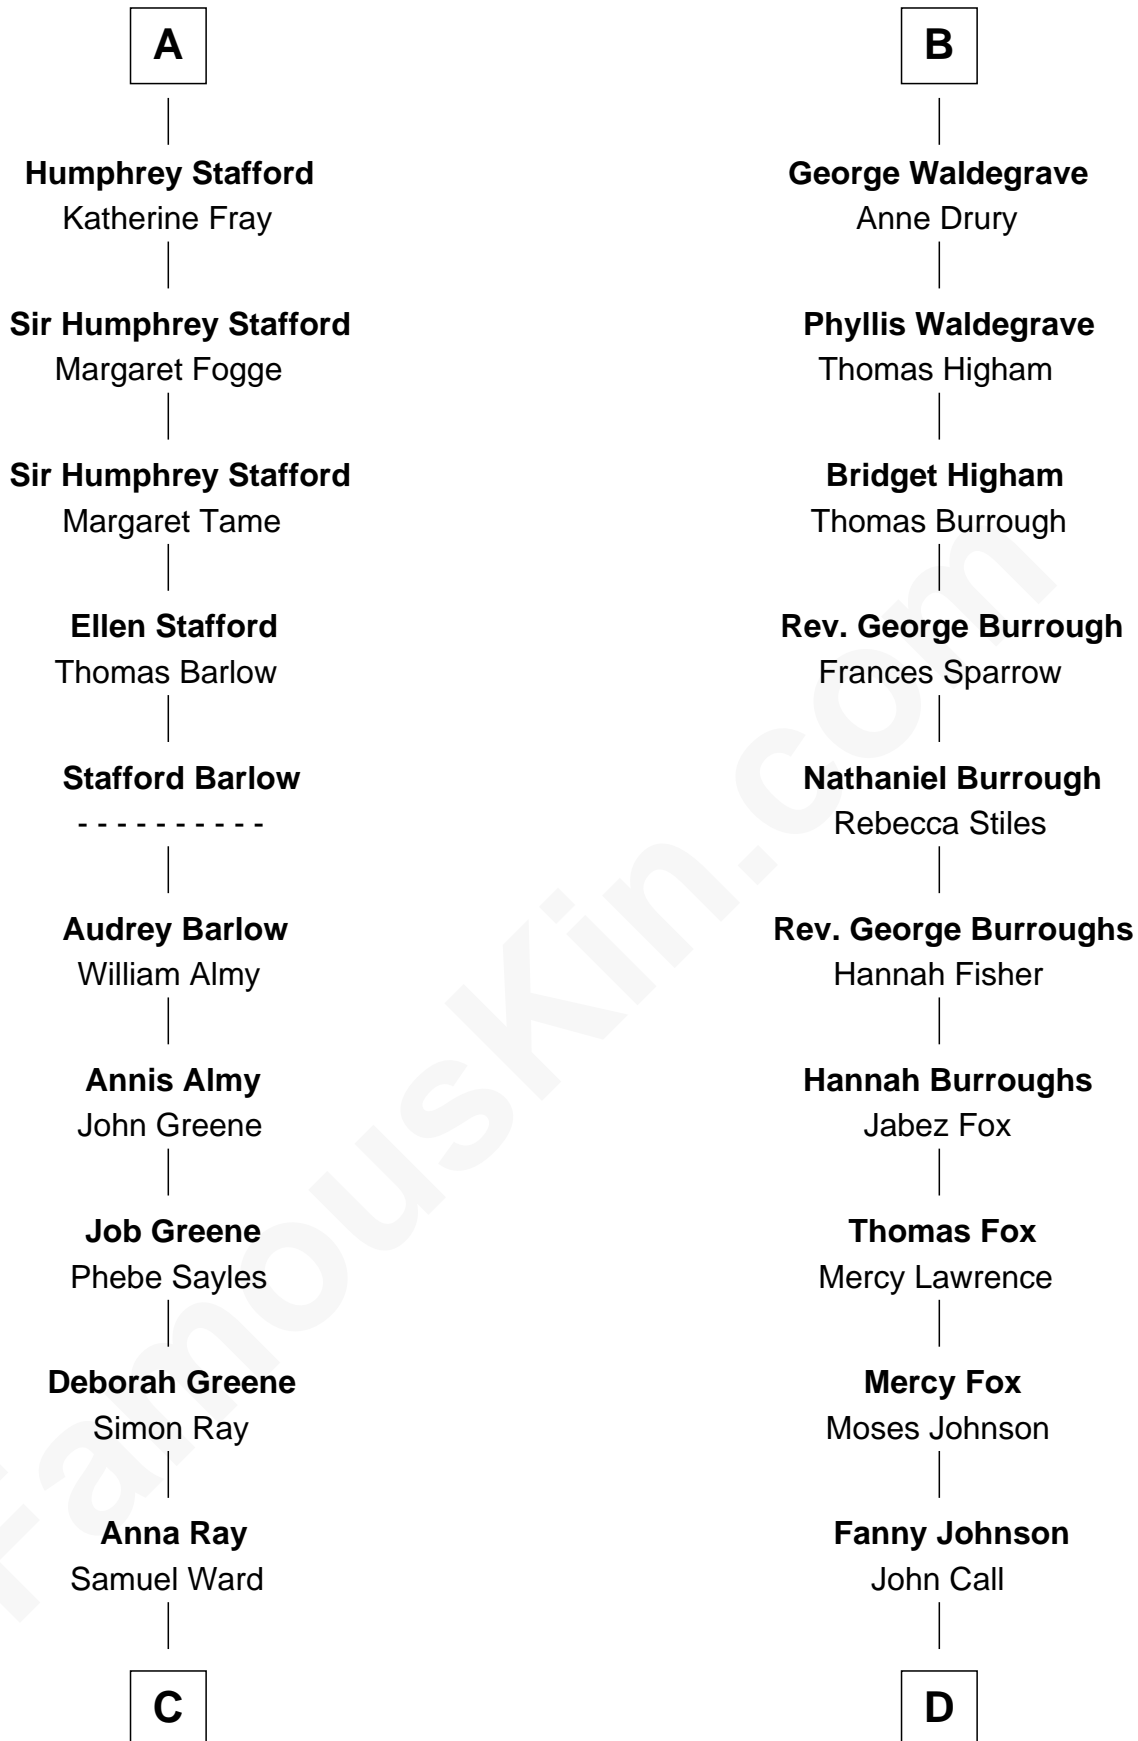 A
Humphrey Stafford
Katherine Fray
Sir Humphrey Stafford
Margaret Fogge
Sir Humphrey Stafford
Margaret Tame
Ellen Stafford
Thomas Barlow
Stafford Barlow
- - - - - - - - - -
Audrey Barlow
William Almy
Annis Almy
John Greene
Job Greene
Phebe Sayles
Deborah Greene
Simon Ray
Anna Ray
Samuel Ward
C
B
George Waldegrave
Anne Drury
Phyllis Waldegrave
Thomas Higham
Bridget Higham
Thomas Burrough
Rev. George Burrough
Frances Sparrow
Nathaniel Burrough
Rebecca Stiles
Rev. George Burroughs
Hannah Fisher
Hannah Burroughs
Jabez Fox
Thomas Fox
Mercy Lawrence
Mercy Fox
Moses Johnson
Fanny Johnson
John Call
D
FamousKin.com